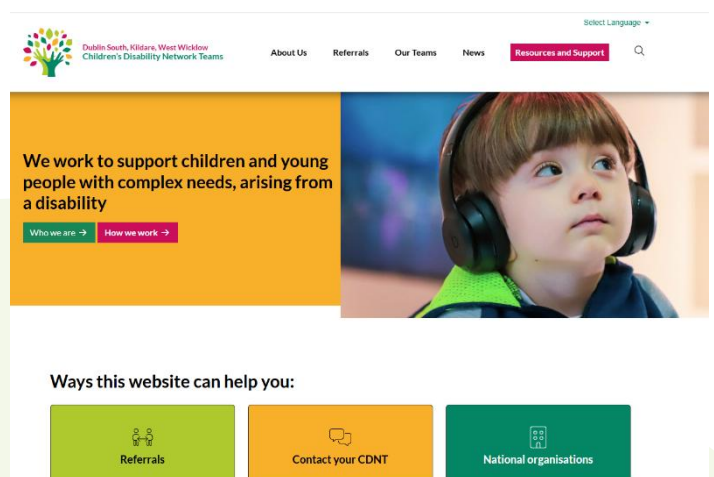 Select Language
Dublin South, Kildare, West Wicklow
Children's Disability Network Teams
About Us
Referrals
Our Teams
News
Resources and Support
We work to support children and young
people with complex needs, arising from
a disability
Who we are →
How we work →
Ways this website can help you:
Referrals
Contact your CDNT
National organisations